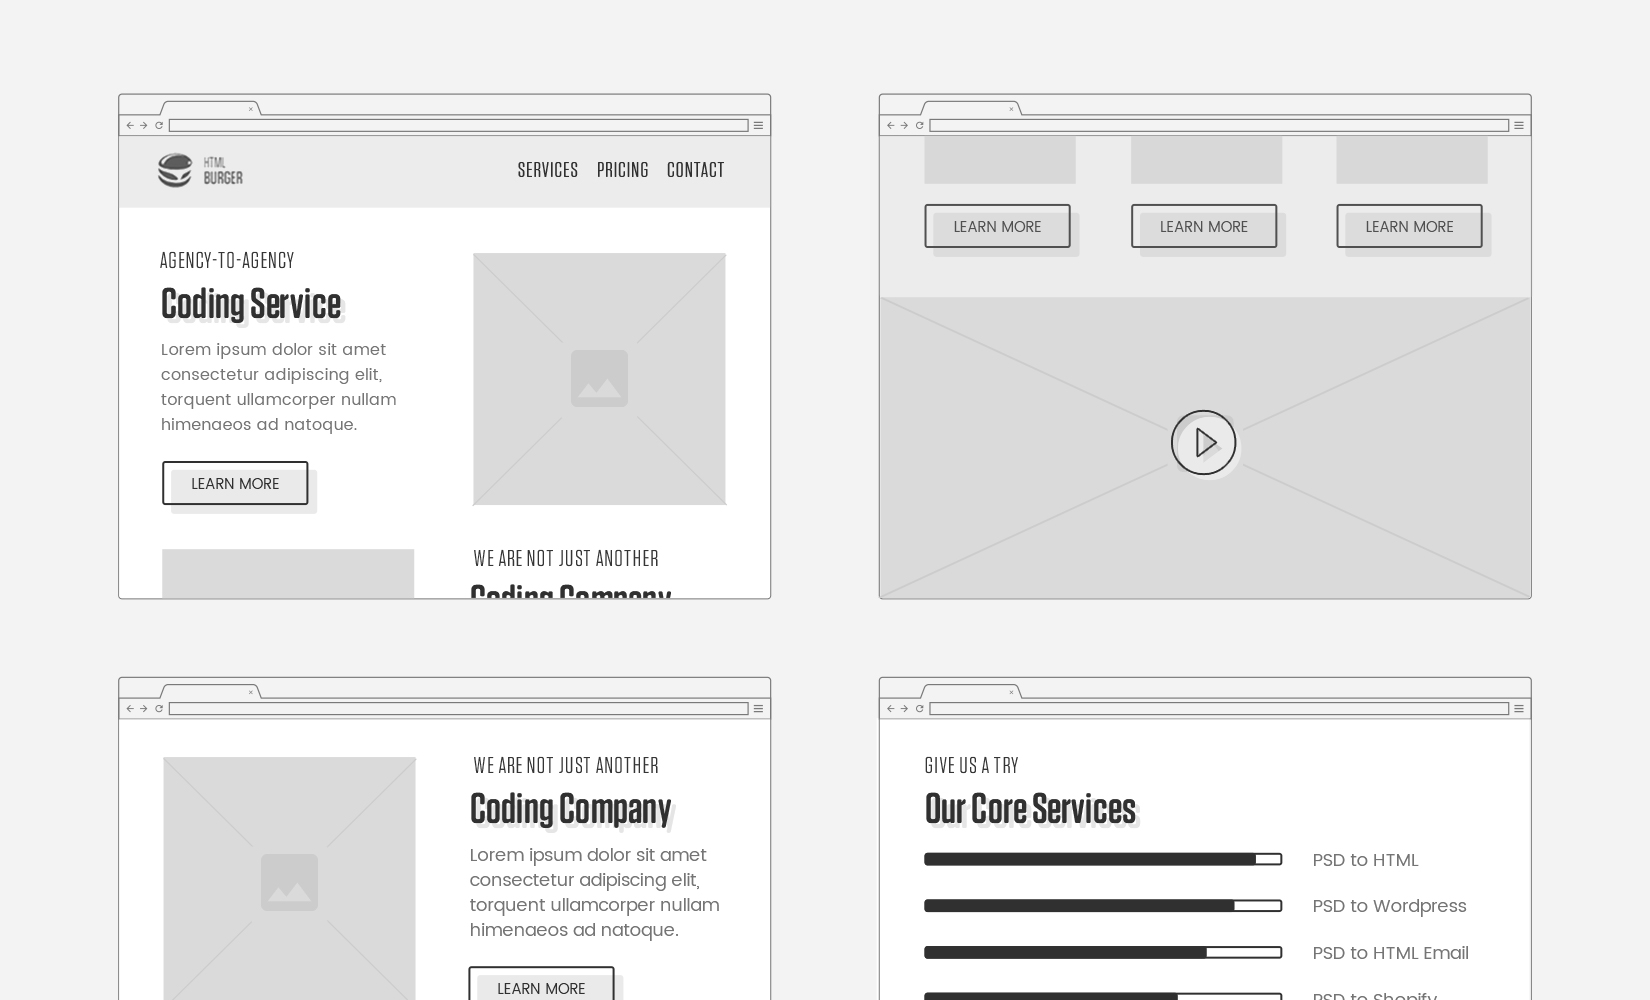 HTML
BURGER
SERVICES PRICING CONTACT
AGENCY-TO-AGENCY
Coding Service
Lorem ipsum dolor sit amet
consectetur adipiscing elit,
torquent ullamcorper nullam
himenaeos ad natoque.
LEARN MORE
WE ARE NOT JUST ANOTHER
Coding Company
LEARN MORE
LEARN MORE
LEARN MORE
WE ARE NOT JUST ANOTHER
Coding Company
Lorem ipsum dolor sit amet
consectetur adipiscing elit,
torquent ullamcorper nullam
himenaeos ad natoque.
LEARN MORE
GIVE US A TRY
Our Core Services
PSD to HTML
PSD to Wordpress
PSD to HTML Email
PSD to Shopify